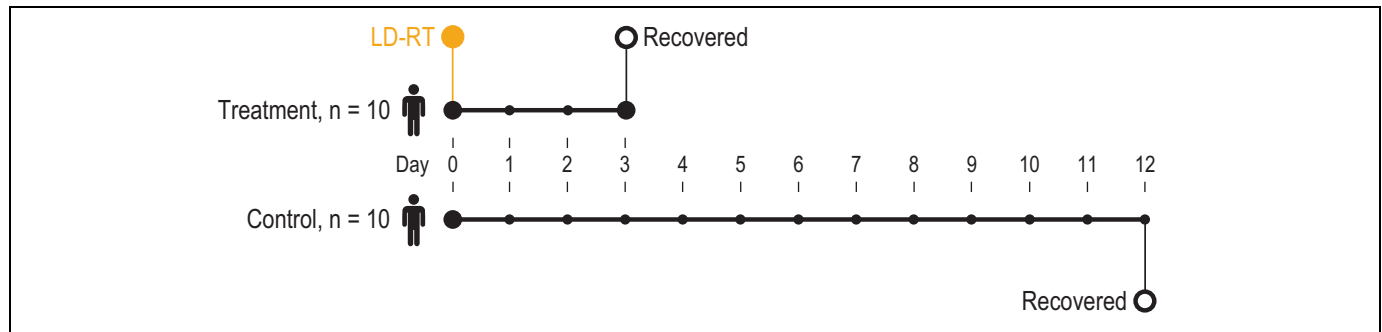 LD-RT Recovered
Treatment, n = 10
Day 0 1 2 3 4 5 6 7 8 9 10 11 12
Control, n = 10
Recovered